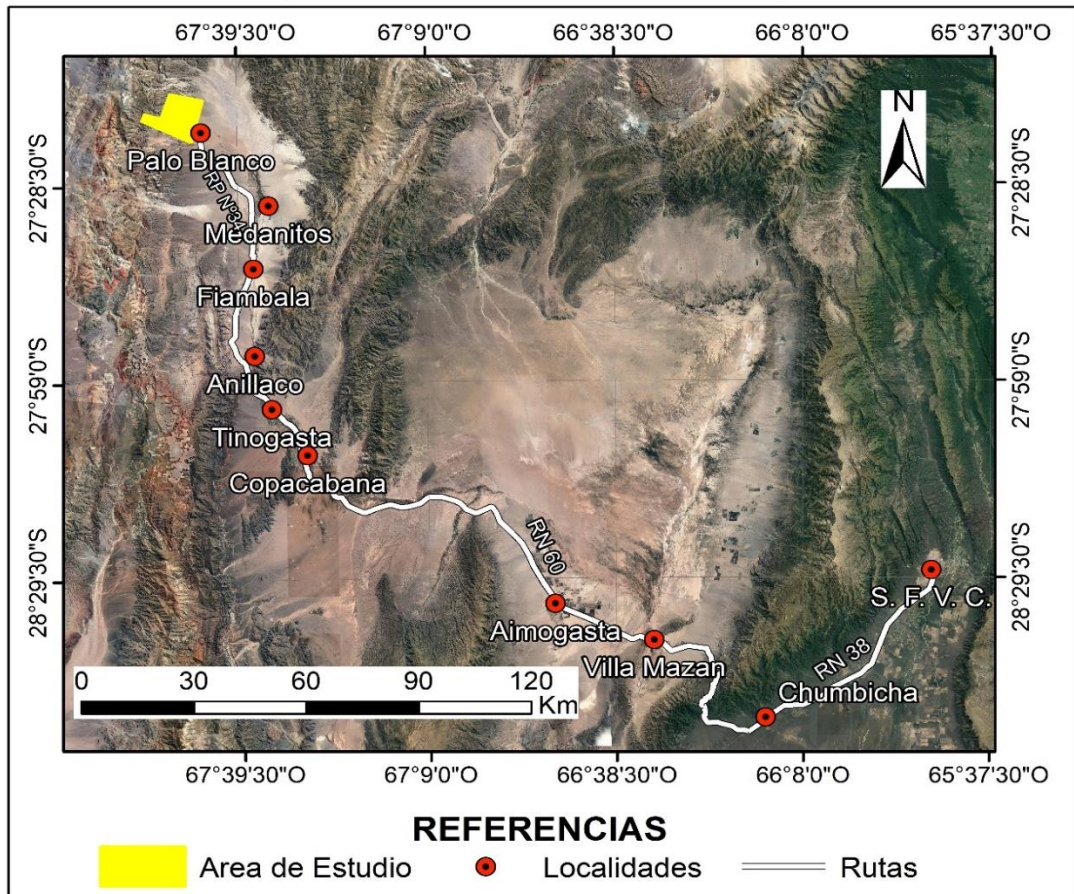 67°39'30"O 67°9'0"O 66°38'30"O 66°8'0"O 65°37'30"O
N
Palo Blanco
27°28'30"S
27°28'30"S
RP Nº34
Medanitos
Fiambala
27°59'0"S
27°59'0"S
Anillaco
Tinogasta
Copacabana
RN 60
28°29'30"S
28°29'30"S
S. F. V. C.
Aimogasta
Villa Mazan
RN 38
Chumbicha
0 30 60 90 120
Km
67°39'30"O 67°9'0"O 66°38'30"O 66°8'0"O 65°37'30"O
REFERENCIAS
Area de Estudio Localidades Rutas